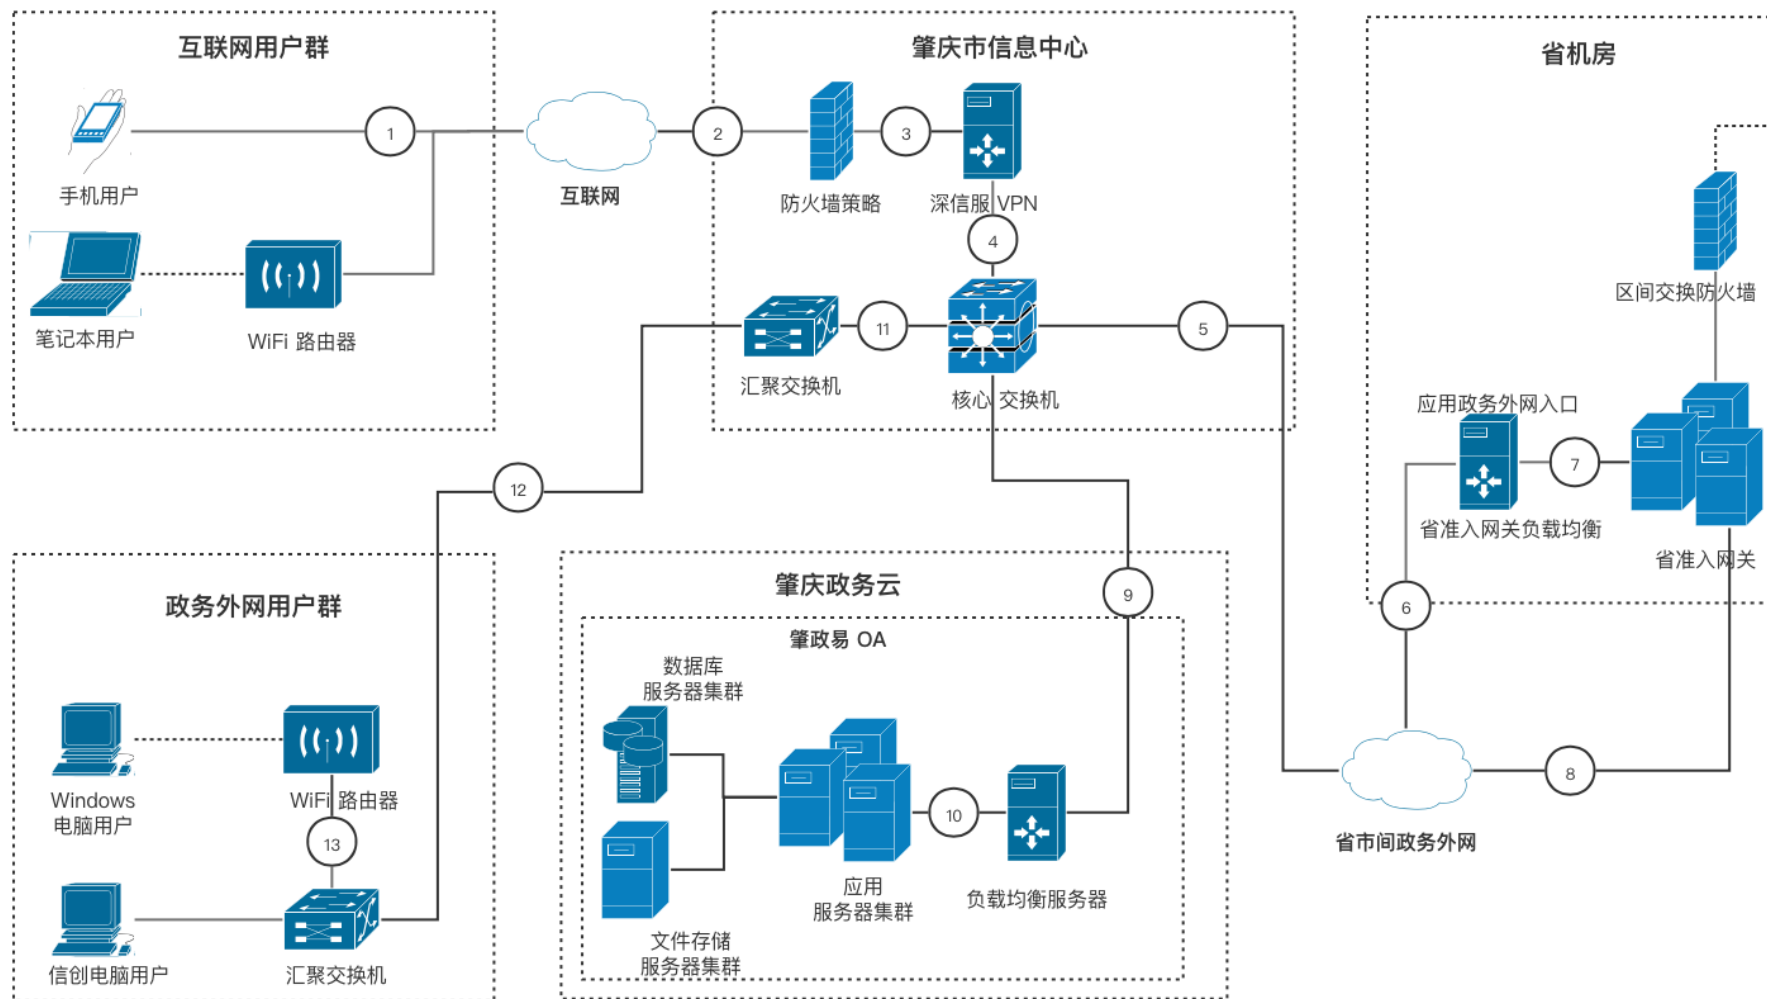 互联网用户群
手机用户
1
笔记本用户
WiFi 路由器
互联网
肇庆市信息中心
2
防火墙策略
3
深信服 VPN
4
汇聚交换机
11
核心 交换机
5
省机房
区间交换防火墙
应用政务外网入口
省准入网关负载均衡
7
省准入网关
6
8
省市间政务外网
12
政务外网用户群
Windows
电脑用户
WiFi 路由器
13
信创电脑用户
汇聚交换机
肇庆政务云
9
肇政易 OA
数据库
服务器集群
文件存储
服务器集群
应用
服务器集群
10
负载均衡服务器